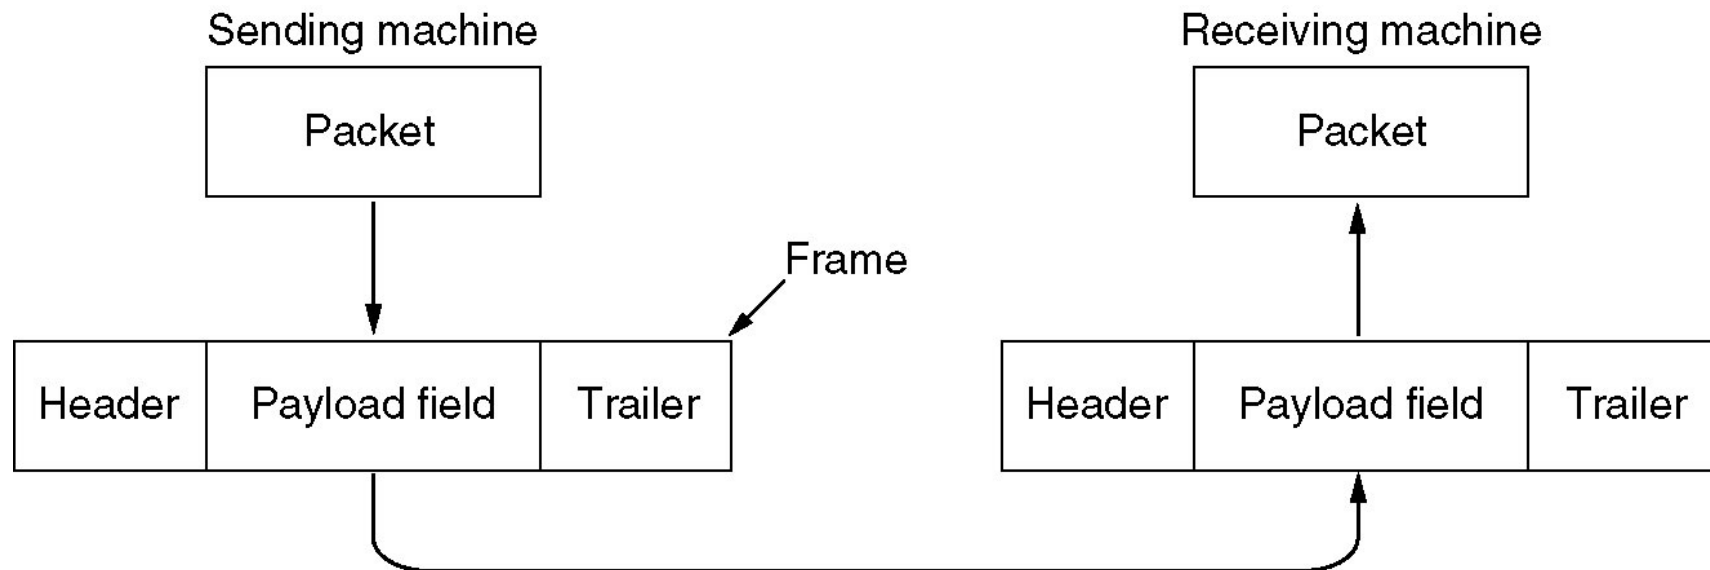 Sending machine
Receiving machine
Packet
Packet
Frame
Header
Payload field
Trailer
Header
Payload field
Trailer